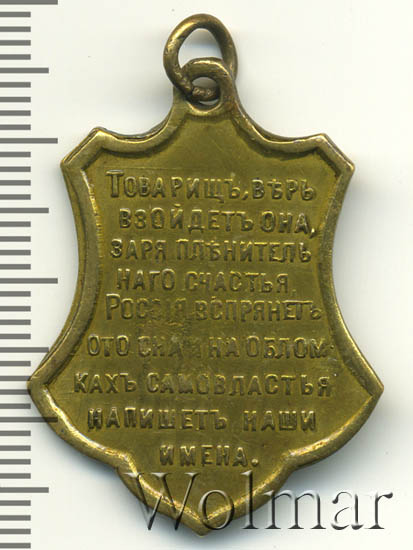 ТОВАРИЩЪ, ВѢРЬ
ВЗОЙДЕТЪ ОНА,
ЗАРЯ ПЛѢНИТЕЛЬ
НАГО СЧАСТЬЯ
РОССІЯ ВСПРЯНЕТЪ
ОТО СНА И НА ОБЛОМ
КАХЪ САМОВЛАСТЬЯ
НАПИШЕТЪ НАШИ
ИМЕНА.
Wolmar